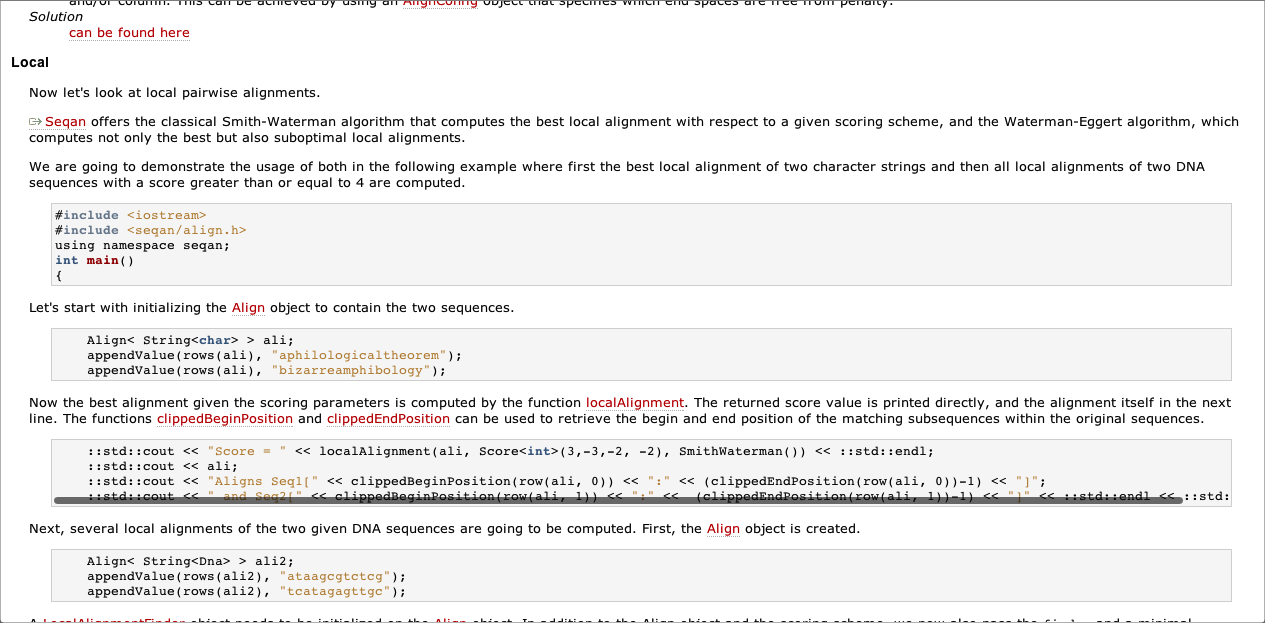 and/or column. This can be achieved by using an AlignConfig object that specifies which end spaces are free from penalty.
Solution
can be found here
Local
Now let's look at local pairwise alignments.
Seqan offers the classical Smith-Waterman algorithm that computes the best local alignment with respect to a given scoring scheme, and the Waterman-Eggert algorithm, which
computes not only the best but also suboptimal local alignments.
We are going to demonstrate the usage of both in the following example where first the best local alignment of two character strings and then all local alignments of two DNA
sequences with a score greater than or equal to 4 are computed.
#include <iostream>
#include <seqan/align.h>
using namespace seqan;
int main()
{
Let's start with initializing the Align object to contain the two sequences.
Align< String<char> > ali;
appendValue(rows(ali), "aphilologicaltheorem");
appendValue(rows(ali), "bizarreamphibology");
Now the best alignment given the scoring parameters is computed by the function localAlignment. The returned score value is printed directly, and the alignment itself in the next
line. The functions clippedBeginPosition and clippedEndPosition can be used to retrieve the begin and end position of the matching subsequences within the original sequences.
::std::cout << "Score = " << localAlignment(ali, Score<int>(3,-3,-2, -2), SmithWaterman()) << ::std::endl;
::std::cout << ali;
::std::cout << "Aligns Seq1[" << clippedBeginPosition(row(ali, 0)) << ":" << (clippedEndPosition(row(ali, 0))-1) << "]";
::std::cout << " and Seq2[" << clippedBeginPosition(row(ali, 1)) << ":" <<  (clippedEndPosition(row(ali, 1))-1) << "]" << ::std::endl << ::std:
Next, several local alignments of the two given DNA sequences are going to be computed. First, the Align object is created.
Align< String<Dna> > ali2;
appendValue(rows(ali2), "ataagcgtctcg");
appendValue(rows(ali2), "tcatagagttgc");
A LocalAlignmentFinder object needs to be initialized on the Align object. In addition to the Align object and the scoring scheme, we now also pass the and a minimal